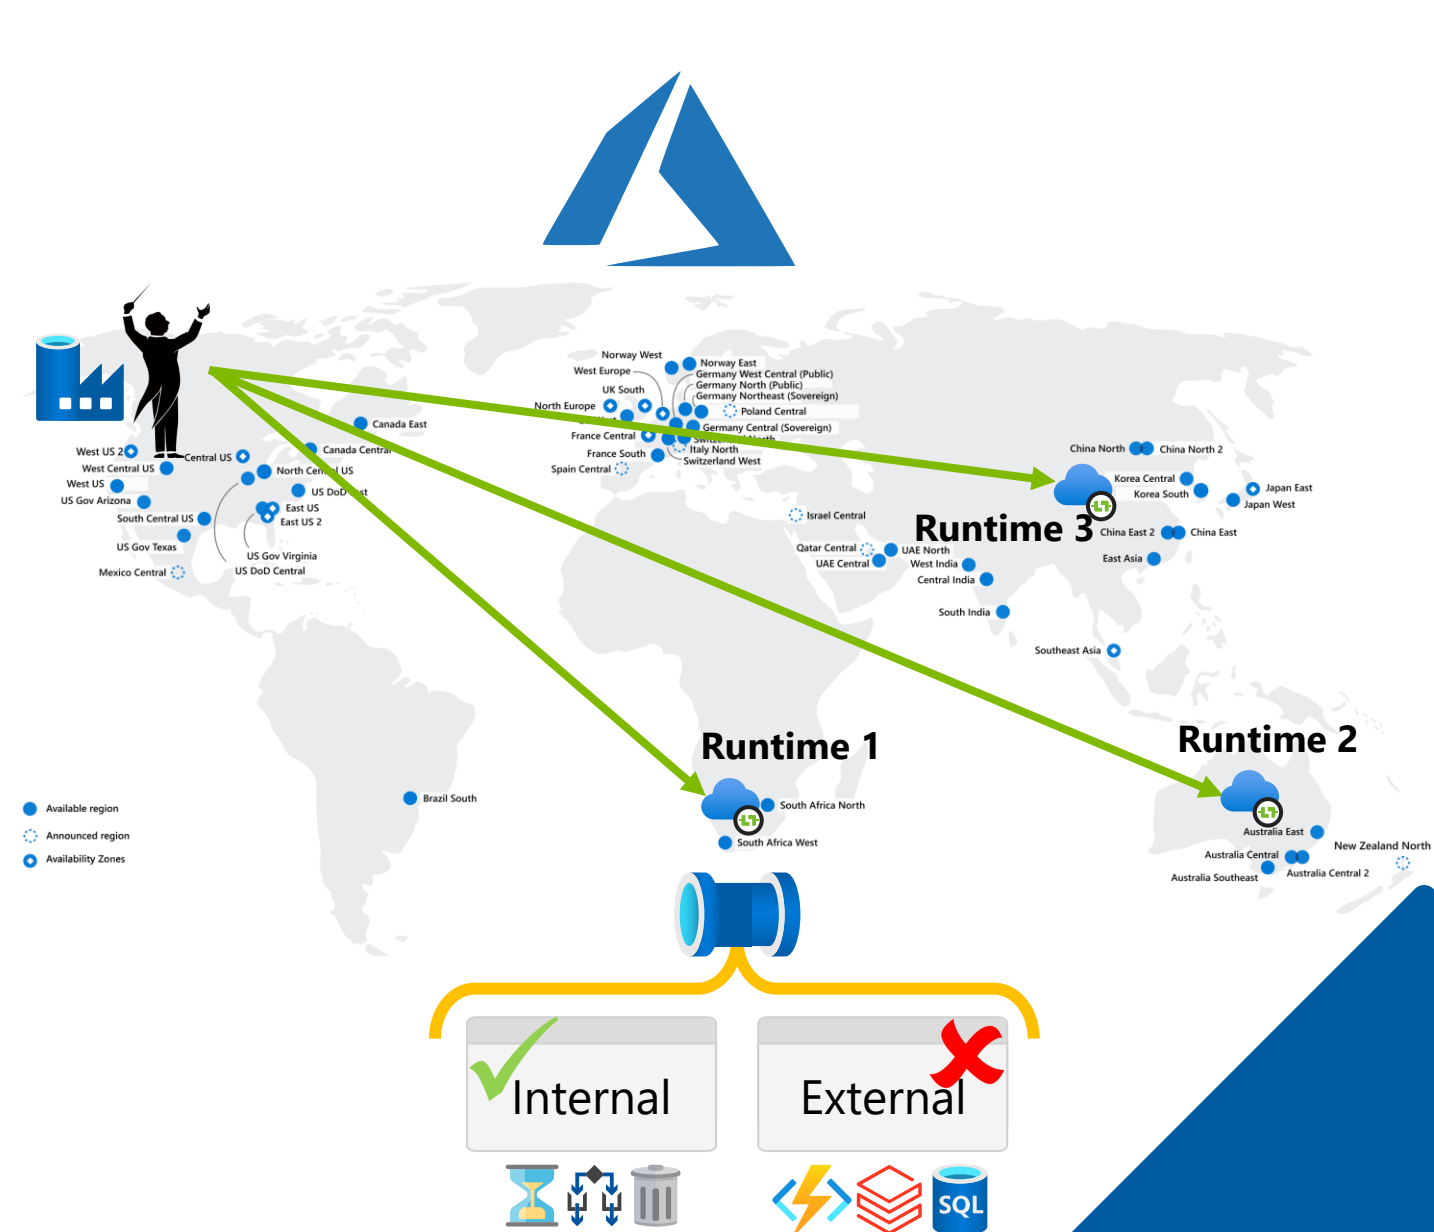 Norway West
Norway East
West Europe
Germany West Central (Public)
Germany North (Public)
UK South
Germany Northeast (Sovereign)
North Europe
Poland Central
Canada East
Germany Central (Sovereign)
France Central
Switzerland North
Italy North
France South
Switzerland West
Spain Central
West US 2
Central US
Canada Central
West Central US
North Central US
West US
US DoD East
US Gov Arizona
East US
South Central US
East US 2
US Gov Texas
US Gov Virginia
Mexico Central
US DoD Central
China North
China North 2
Korea Central
Korea South
Japan East
Japan West
Israel Central
Runtime 3
China East 2
China East
Qatar Central
UAE North
UAE Central
West India
East Asia
Central India
South India
Southeast Asia
Runtime 1
Runtime 2
Brazil South
South Africa North
South Africa West
Available region
Announced region
Availability Zones
Australia East
New Zealand North
Australia Central
Australia Central 2
Australia Southeast
Internal
External
SQL